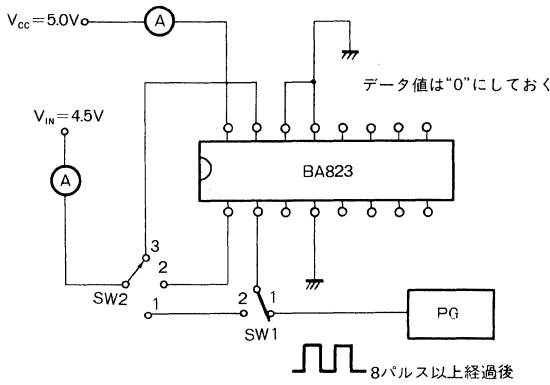 Vcc=5.0V
A
データ値は“0”にしておく
VIN=4.5V
A
BA823
3
2
SW2
1
2
1
SW1
PG
8パルス以上経過後